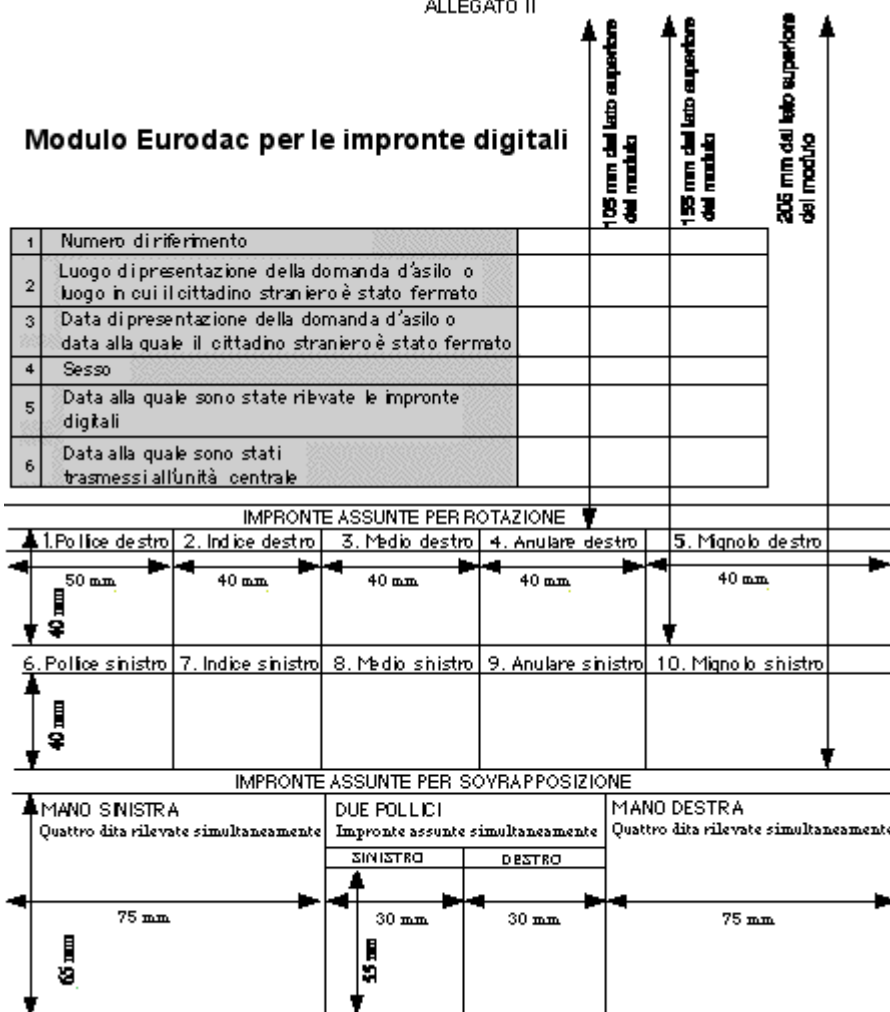 ALLEGATO II
105 mm dal lato superiore
del modulo
155 mm dal lato superiore
del modulo
205 mm dal lato superiore
del modulo
Modulo Eurodac per le impronte digitali
1 Numero di riferimento
2 Luogo di presentazione della domanda d'asilo o
luogo in cui il cittadino straniero è stato fermato
3 Data di presentazione della domanda d'asilo o
data alla quale il cittadino straniero è stato fermato
4 Sesso
5 Data alla quale sono state rilevate le impronte
digitali
6 Data alla quale sono stati
trasmessi all'unità centrale
IMPRONTE ASSUNTE PER ROTAZIONE
1.Pollice destro 2. Indice destro 3. Medio destro 4. Anulare destro 5. Mignolo destro
50 mm 40 mm 40 mm 40 mm 40 mm
40 mm
6. Pollice sinistro 7. Indice sinistro 8. Medio sinistro 9. Anulare sinistro 10. Mignolo sinistro
40 mm
IMPRONTE ASSUNTE PER SOVRAPPOSIZIONE
MANO SINISTRA DUE POLLICI MANO DESTRA
Quattro dita rilevate simultaneamente Impronte assunte simultaneamente Quattro dita rilevate simultaneamente
SINISTRO DESTRO
75 mm 30 mm 30 mm 75 mm
65 mm 55 mm